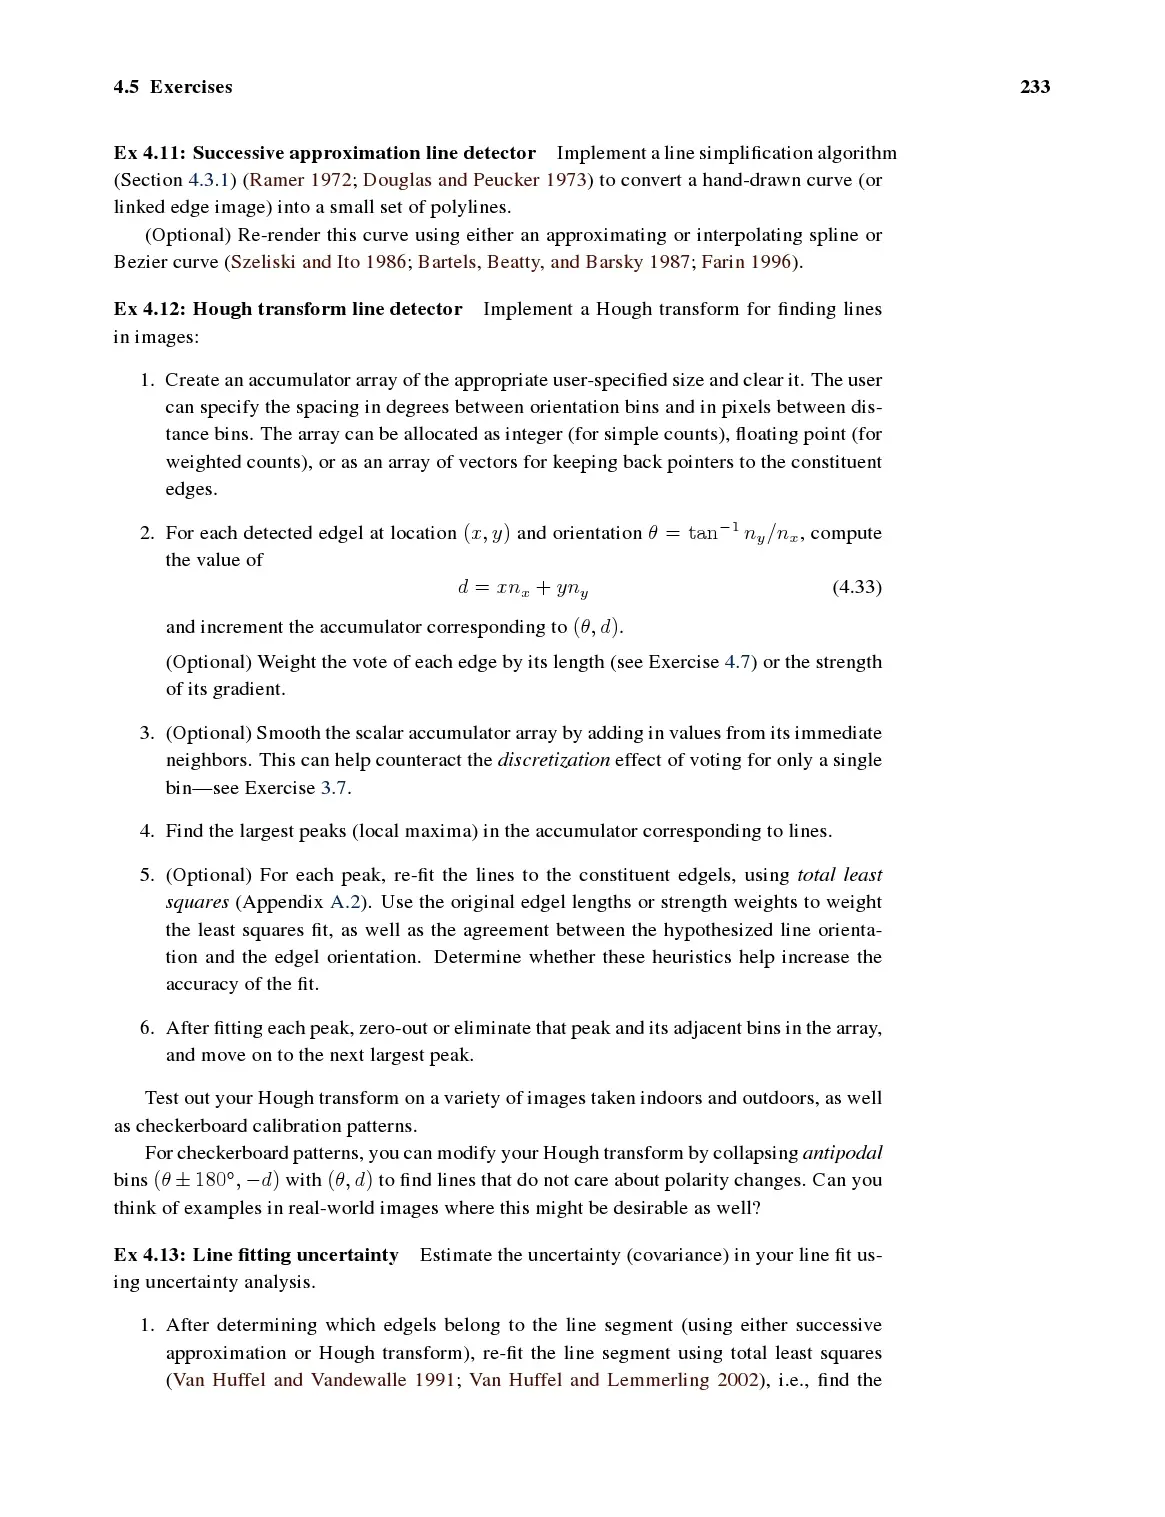 4.5 Exercises 233
Ex 4.11: Successive approximation line detector Implement a line simplification algorithm
(Section 4.3.1) (Ramer 1972; Douglas and Peucker 1973) to convert a hand-drawn curve (or
linked edge image) into a small set of polylines.
(Optional) Re-render this curve using either an approximating or interpolating spline or
Bezier curve (Szeliski and Ito 1986; Bartels, Beatty, and Barsky 1987; Farin 1996).
Ex 4.12: Hough transform line detector Implement a Hough transform for finding lines
in images:
1. Create an accumulator array of the appropriate user-specified size and clear it. The user
can specify the spacing in degrees between orientation bins and in pixels between dis-
tance bins. The array can be allocated as integer (for simple counts), floating point (for
weighted counts), or as an array of vectors for keeping back pointers to the constituent
edges.
2. For each detected edgel at location (x, y) and orientation θ = tan⁻¹ n_y/n_x, compute
the value of
d = xn_x + yn_y (4.33)
and increment the accumulator corresponding to (θ, d).
(Optional) Weight the vote of each edge by its length (see Exercise 4.7) or the strength
of its gradient.
3. (Optional) Smooth the scalar accumulator array by adding in values from its immediate
neighbors. This can help counteract the discretization effect of voting for only a single
bin—see Exercise 3.7.
4. Find the largest peaks (local maxima) in the accumulator corresponding to lines.
5. (Optional) For each peak, re-fit the lines to the constituent edgels, using total least
squares (Appendix A.2). Use the original edgel lengths or strength weights to weight
the least squares fit, as well as the agreement between the hypothesized line orienta-
tion and the edgel orientation. Determine whether these heuristics help increase the
accuracy of the fit.
6. After fitting each peak, zero-out or eliminate that peak and its adjacent bins in the array,
and move on to the next largest peak.
Test out your Hough transform on a variety of images taken indoors and outdoors, as well
as checkerboard calibration patterns.
For checkerboard patterns, you can modify your Hough transform by collapsing antipodal
bins (θ ± 180°, −d) with (θ, d) to find lines that do not care about polarity changes. Can you
think of examples in real-world images where this might be desirable as well?
Ex 4.13: Line fitting uncertainty Estimate the uncertainty (covariance) in your line fit us-
ing uncertainty analysis.
1. After determining which edgels belong to the line segment (using either successive
approximation or Hough transform), re-fit the line segment using total least squares
(Van Huffel and Vandewalle 1991; Van Huffel and Lemmerling 2002), i.e., find the